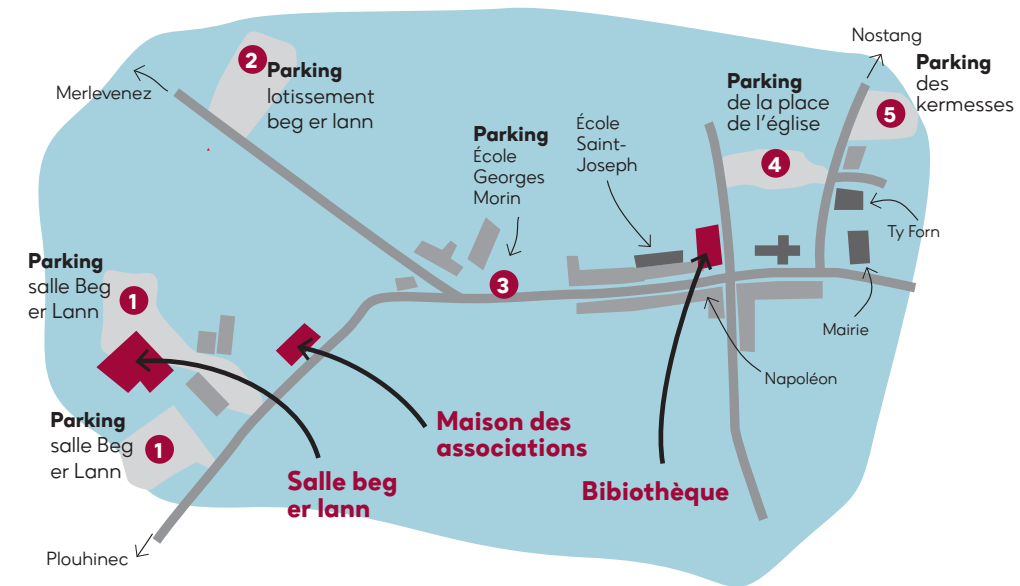 Nostang
2
Parking
lotissement
beg er lann
Merlevenez
Parking
des
kermesses
5
Parking
de la place
de l'église
4
École
Saint-
Joseph
Parking
École
Georges
Morin
3
Ty Forn
Mairie
Napoléon
Parking
salle Beg
er Lann
1
Parking
salle Beg
er Lann
1
Maison des
associations
Salle beg
er lann
Bibiothèque
Plouhinec